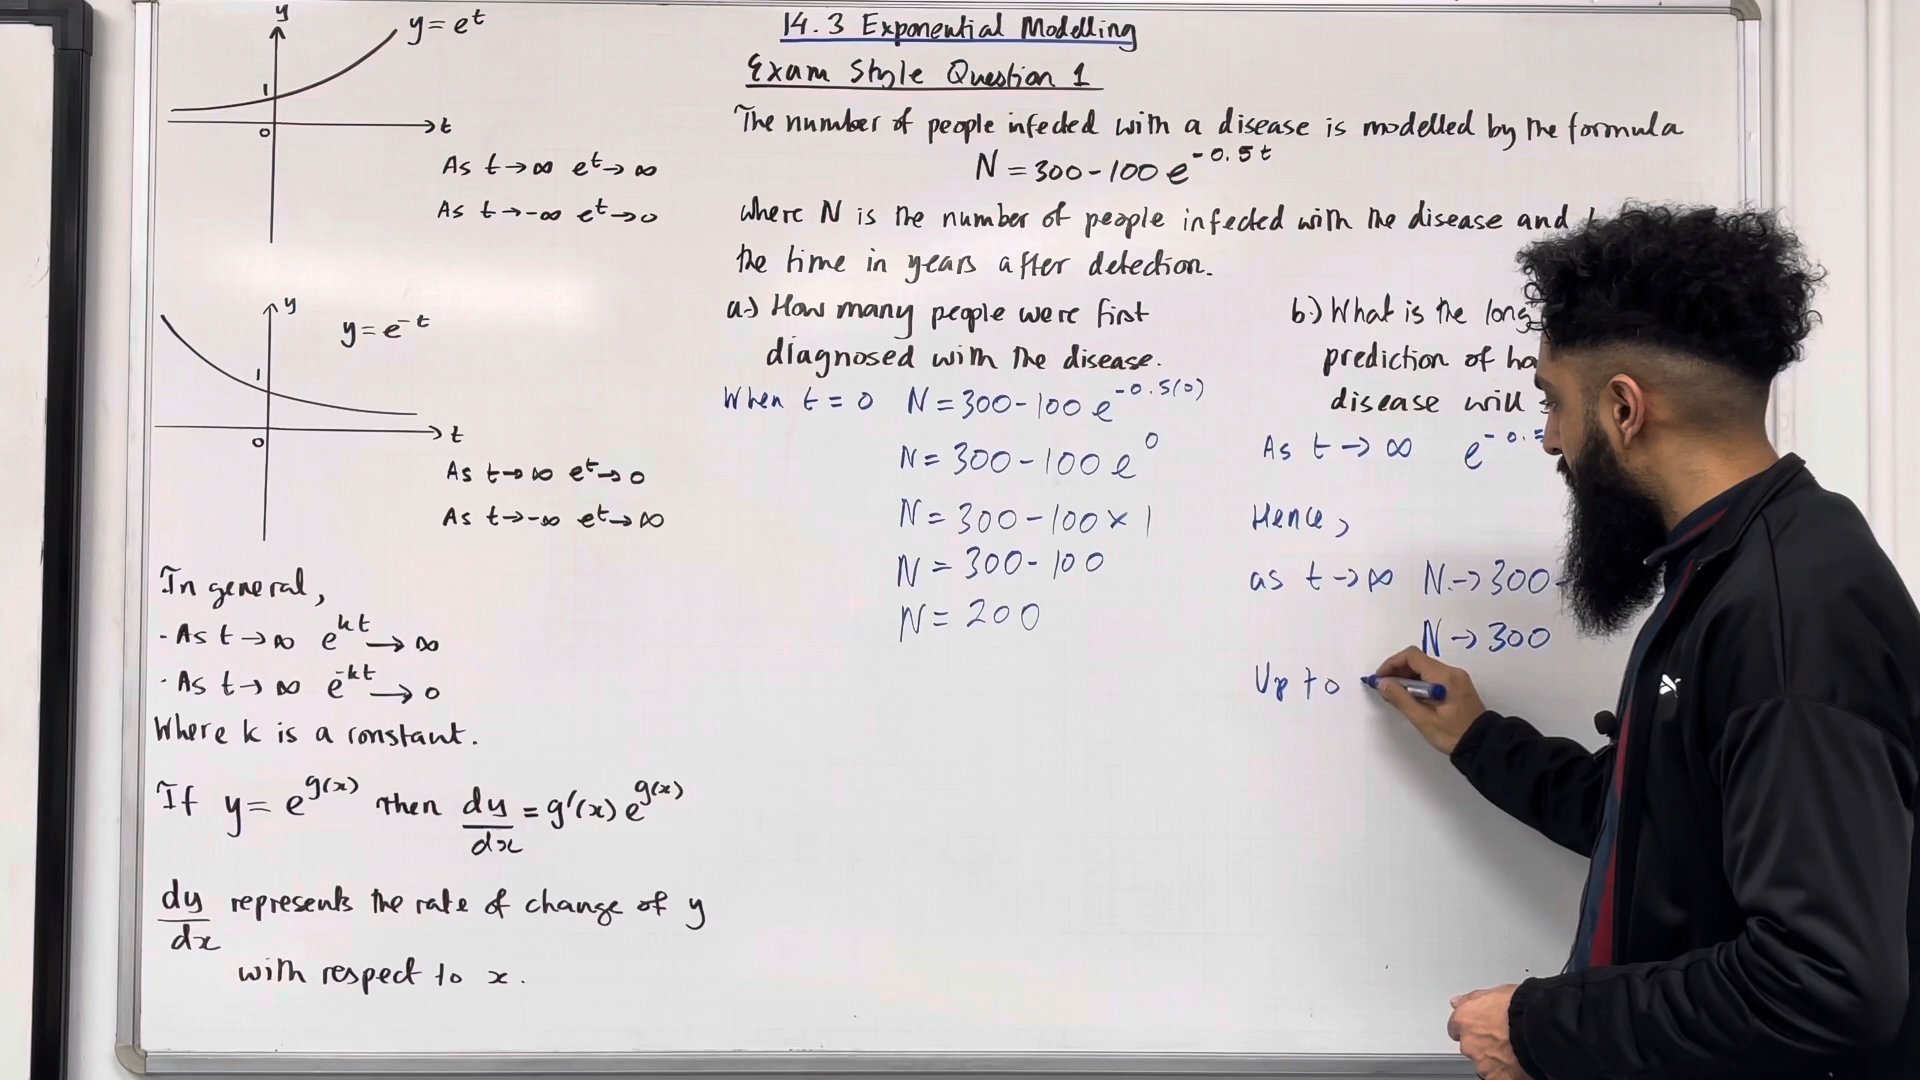 y
y = e^t
1
0
t
As t → ∞ e^t → ∞
As t → -∞ e^t → 0
y
y = e^-t
1
0
t
As t → ∞ e^t → 0
As t → -∞ e^t → ∞
In general,
- As t → ∞ e^kt → ∞
- As t → ∞ e^-kt → 0
Where k is a constant.
If y = e^g(x) then dy/dx = g'(x) e^g(x)
dy/dx represents the rate of change of y
with respect to x.
14.3 Exponential Modelling
Exam Style Question 1
The number of people infected with a disease is modelled by the formula
N = 300 - 100 e^-0.5t
where N is the number of people infected with the disease and
the time in years after detection.
a.) How many people were first
diagnosed with the disease.
When t = 0 N = 300 - 100 e^-0.5(0)
N = 300 - 100 e^0
N = 300 - 100 × 1
N = 300 - 100
N = 200
b.) What is the long
prediction of
disease will
As t → ∞ e^-0.5
Hence,
as t → ∞ N → 300 -
N → 300
Up to